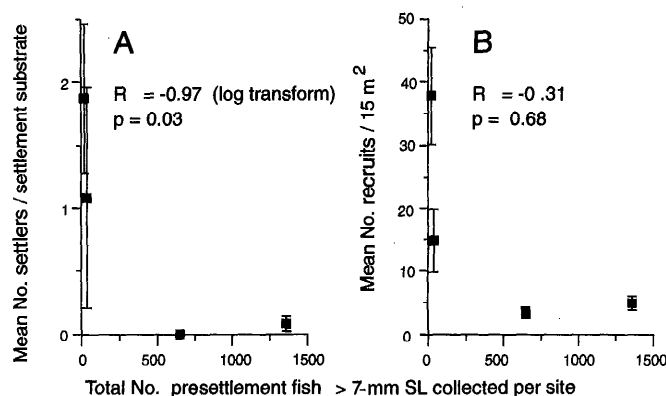 A
R = -0.97 (log transform)
p = 0.03
Mean No. settlers / settlement substrate
2
1
0
0 500 1000 1500
B
R = -0 .31
p = 0.68
Mean No. recruits / 15 m²
50
40
30
20
10
0
0 500 1000 1500
Total No. presettlement fish > 7-mm SL collected per site